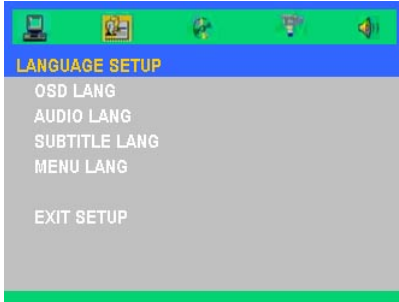 LANGUAGE SETUP
OSD LANG
AUDIO LANG
SUBTITLE LANG
MENU LANG
EXIT SETUP